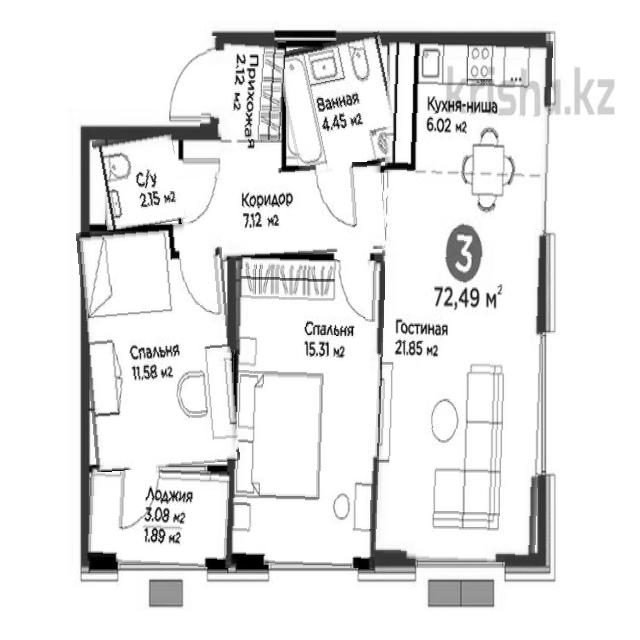 Прихожая
2.12 м2
Ванная
4.45 м2
krisha.kz
Кухня-ниша
6.02 м2
С/У
2.15 м2
Коридор
7.12 м2
3
72,49 м2
Спальня
11.58 м2
Спальня
15.31 м2
Гостиная
21.85 м2
Лоджия
3.08 м2
1.89 м2